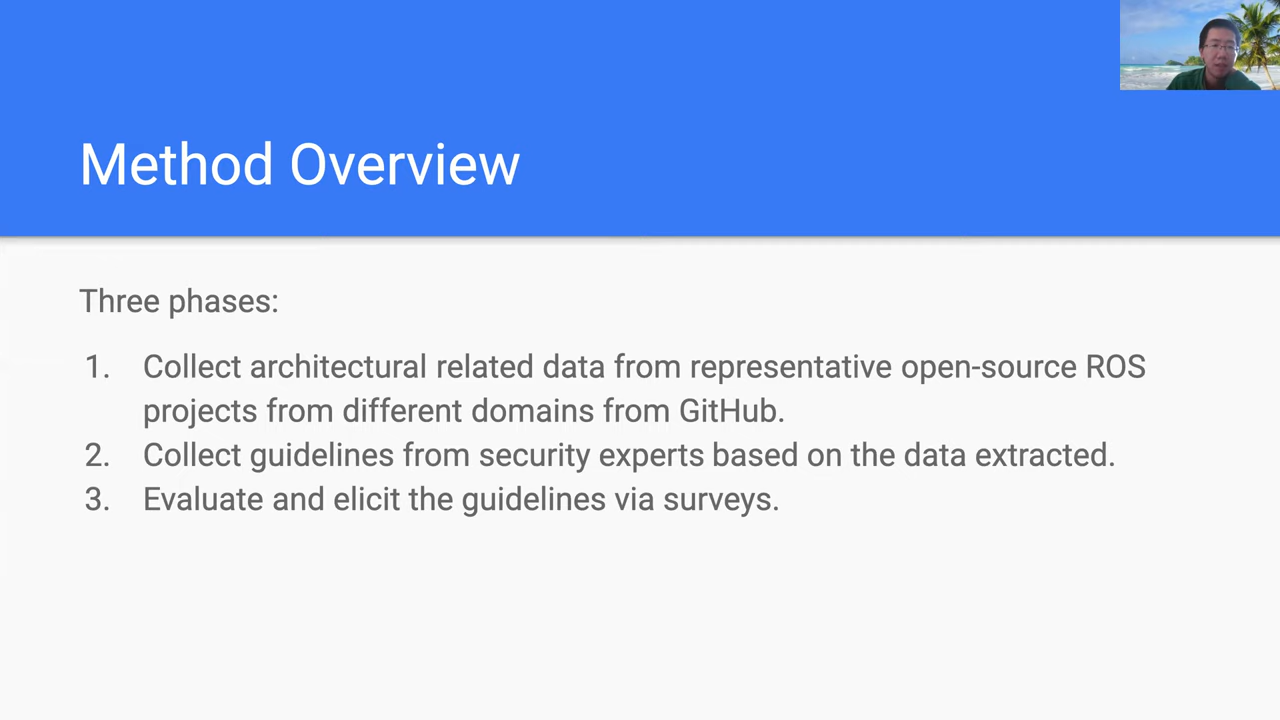 Method Overview
Three phases:
1. Collect architectural related data from representative open-source ROS
projects from different domains from GitHub.
2. Collect guidelines from security experts based on the data extracted.
3. Evaluate and elicit the guidelines via surveys.